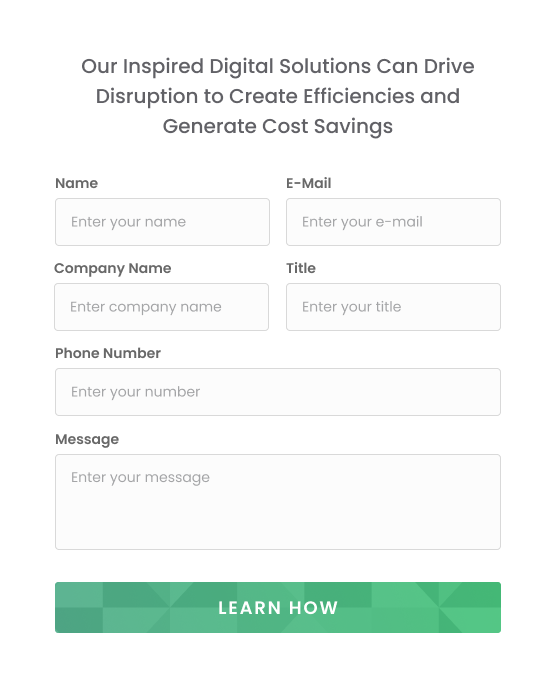 Our Inspired Digital Solutions Can Drive
Disruption to Create Efficiencies and
Generate Cost Savings
Name
E-Mail
Enter your name
Enter your e-mail
Company Name
Title
Enter company name
Enter your title
Phone Number
Enter your number
Message
Enter your message
LEARN HOW